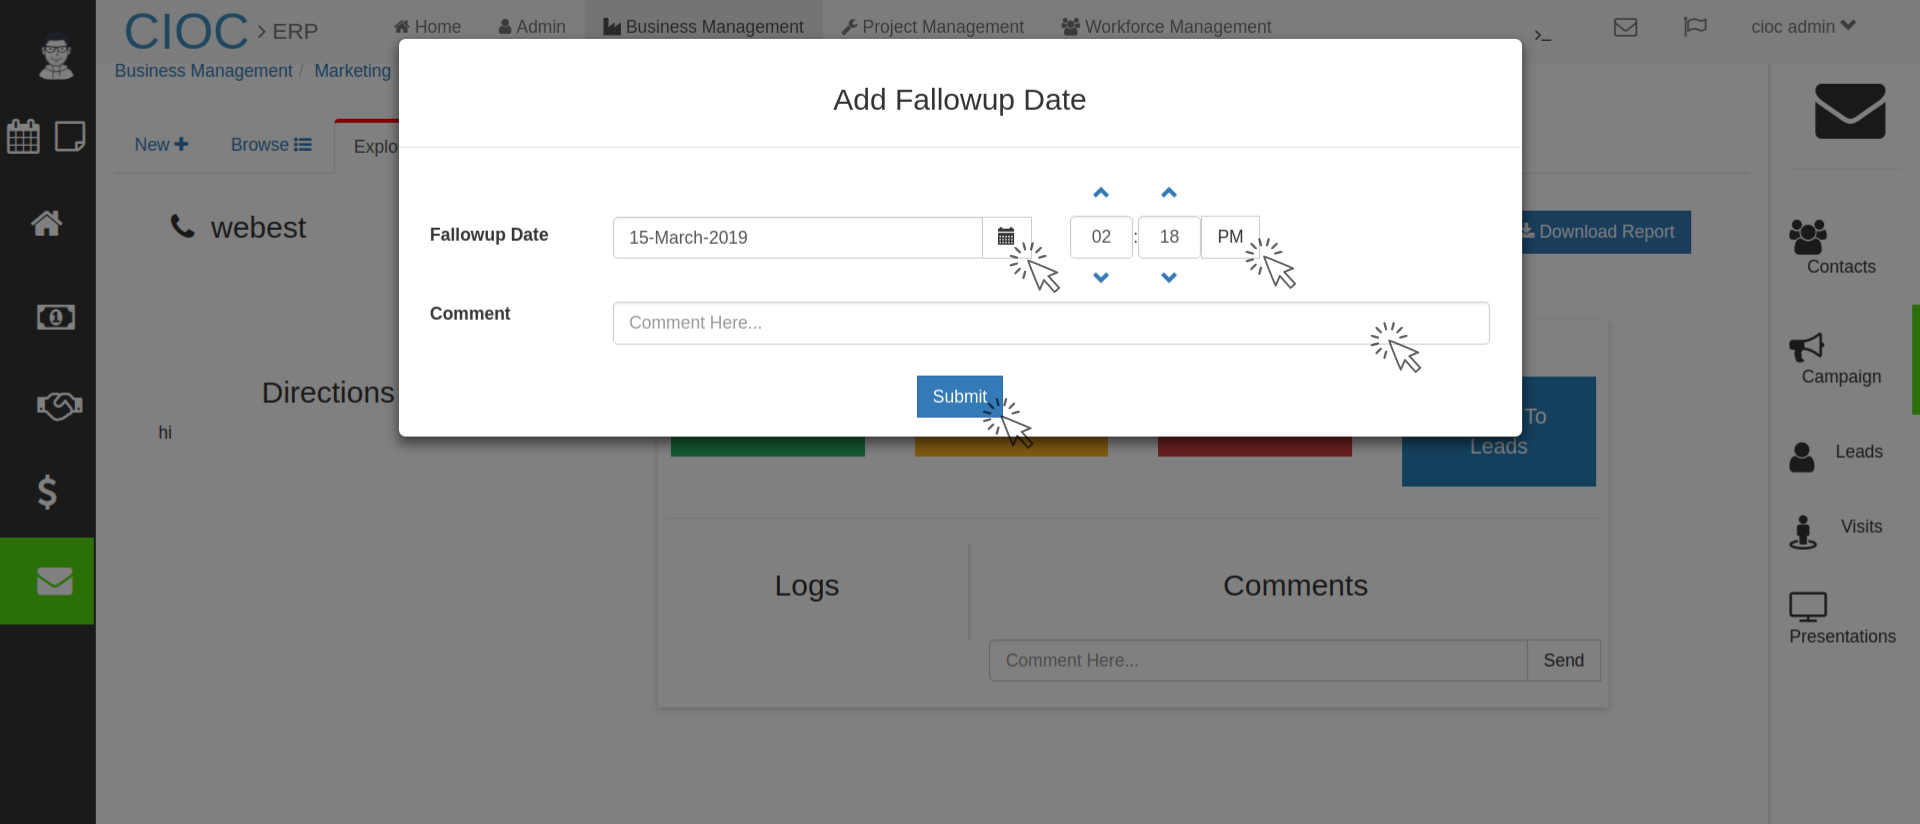 CIOC > ERP
Home
Admin
Business Management
Project Management
Workforce Management
>_
cioc admin
Business Management / Marketing
Add Fallowup Date
New
Browse
Explo
webest
Fallowup Date
15-March-2019
02 : 18 PM
Download Report
Comment
Comment Here...
Submit
Directions
hi
To
Leads
Logs
Comments
Comment Here...
Send
Contacts
Campaign
Leads
Visits
Presentations